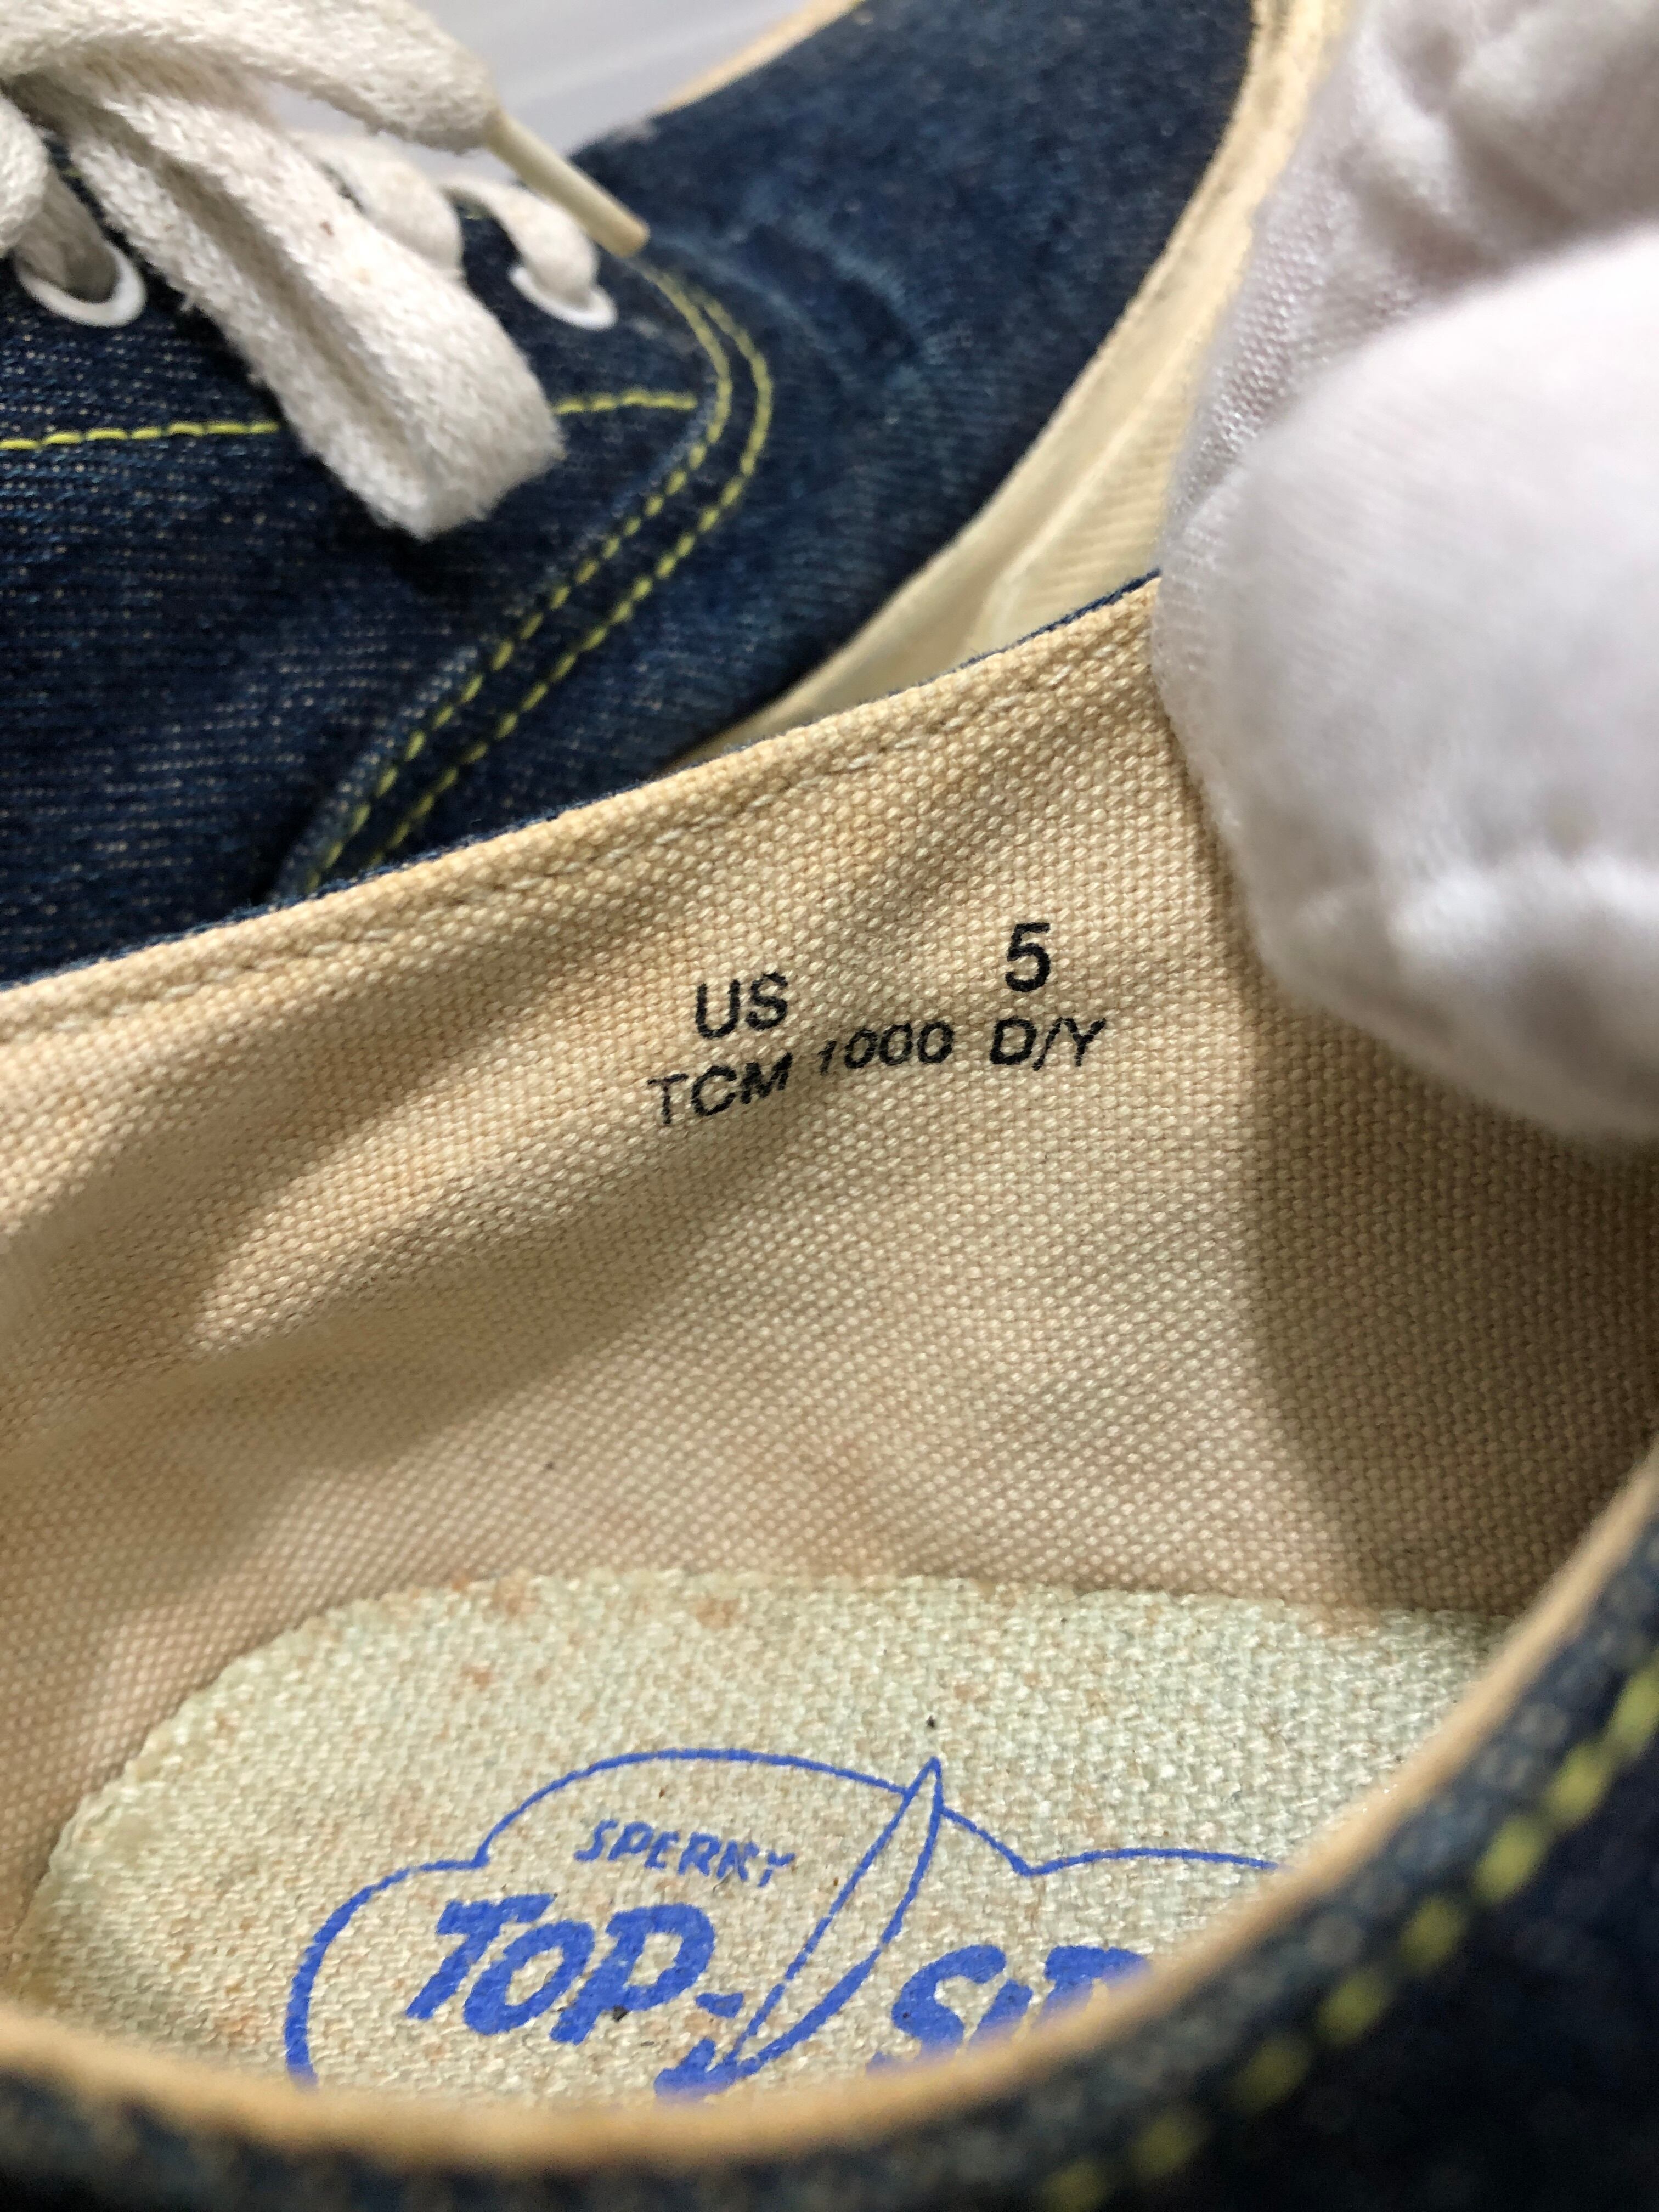 US 5
TCM 1000 D/Y
SPERRY
TOP-